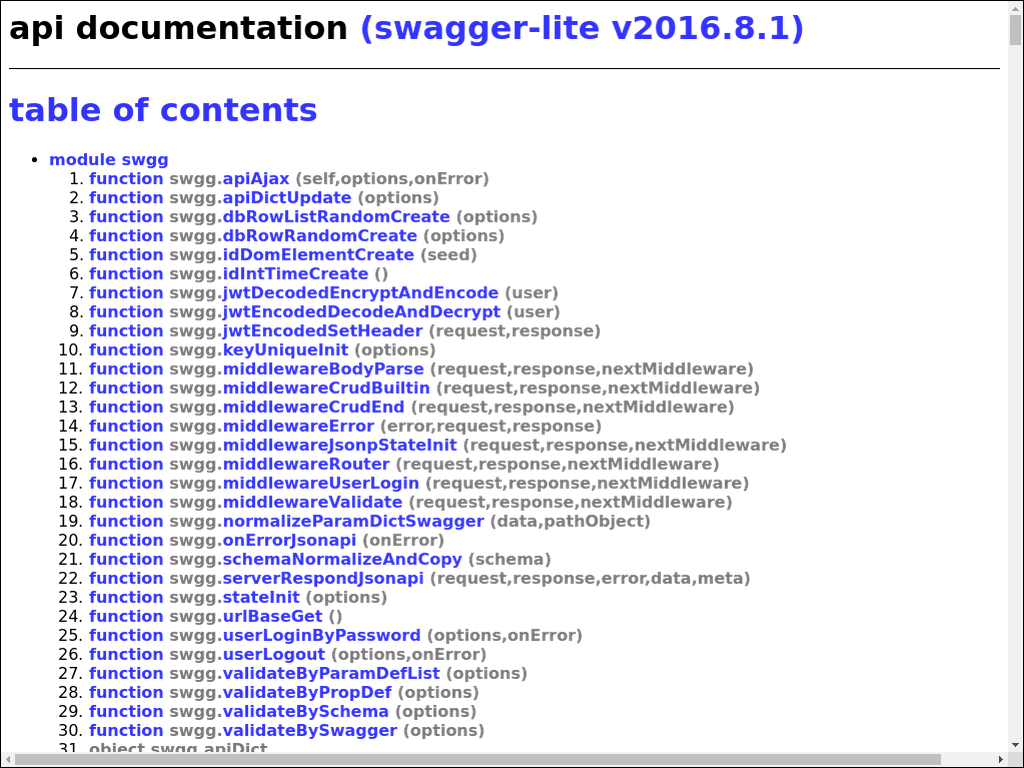 api documentation (swagger-lite v2016.8.1)
table of contents
• module swgg
1. function swgg.apiAjax (self,options,onError)
2. function swgg.apiDictUpdate (options)
3. function swgg.dbRowListRandomCreate (options)
4. function swgg.dbRowRandomCreate (options)
5. function swgg.idDomElementCreate (seed)
6. function swgg.idIntTimeCreate ()
7. function swgg.jwtDecodedEncryptAndEncode (user)
8. function swgg.jwtEncodedDecodeAndDecrypt (user)
9. function swgg.jwtEncodedSetHeader (request,response)
10. function swgg.keyUniqueInit (options)
11. function swgg.middlewareBodyParse (request,response,nextMiddleware)
12. function swgg.middlewareCrudBuiltin (request,response,nextMiddleware)
13. function swgg.middlewareCrudEnd (request,response,nextMiddleware)
14. function swgg.middlewareError (error,request,response)
15. function swgg.middlewareJsonpStateInit (request,response,nextMiddleware)
16. function swgg.middlewareRouter (request,response,nextMiddleware)
17. function swgg.middlewareUserLogin (request,response,nextMiddleware)
18. function swgg.middlewareValidate (request,response,nextMiddleware)
19. function swgg.normalizeParamDictSwagger (data,pathObject)
20. function swgg.onErrorJsonapi (onError)
21. function swgg.schemaNormalizeAndCopy (schema)
22. function swgg.serverRespondJsonapi (request,response,error,data,meta)
23. function swgg.stateInit (options)
24. function swgg.urlBaseGet ()
25. function swgg.userLoginByPassword (options,onError)
26. function swgg.userLogout (options,onError)
27. function swgg.validateByParamDefList (options)
28. function swgg.validateByPropDef (options)
29. function swgg.validateBySchema (options)
30. function swgg.validateBySwagger (options)
31. object swgg.apiDict